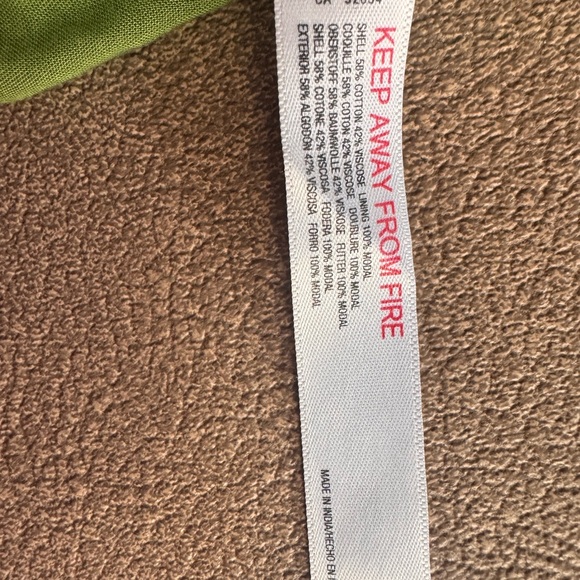 KEEP AWAY FROM FIRE
SHELL 58% COTTON 42% VISCOSE LINING 100% MODAL
COQUILLE 58% COTON 42% VISCOSE DOUBLURE 100% MODAL
OBERSTOFF 58% BAUMWOLLE 42% VISKOSE FUTTER 100% MODAL
SHELL 58% COTONE 42% VISCOSA FODERA 100% MODAL
EXTERIOR 58% ALGODON 42% VISCOSA FORRO 100% MODAL
MADE IN INDIA/HECHO EN